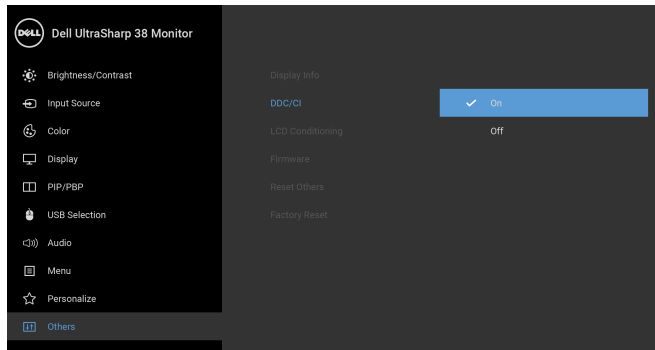 DELL
Dell UltraSharp 38 Monitor
Brightness/Contrast
Display Info
Input Source
DDC/CI
On
Color
LCD Conditioning
Off
Display
Firmware
PIP/PBP
Reset Others
USB Selection
Factory Reset
Audio
Menu
Personalize
Others